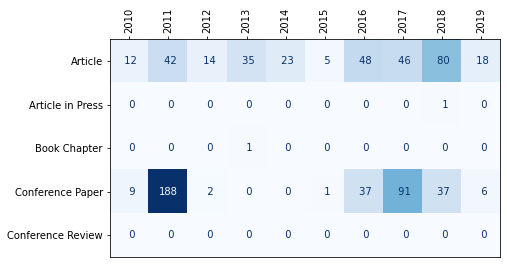 2010 2011 2012 2013 2014 2015 2016 2017 2018 2019
Article 12 42 14 35 23 5 48 46 80 18
Article in Press 0 0 0 0 0 0 0 0 1 0
Book Chapter 0 0 0 1 0 0 0 0 0 0
Conference Paper 9 188 2 0 0 1 37 91 37 6
Conference Review 0 0 0 0 0 0 0 0 0 0